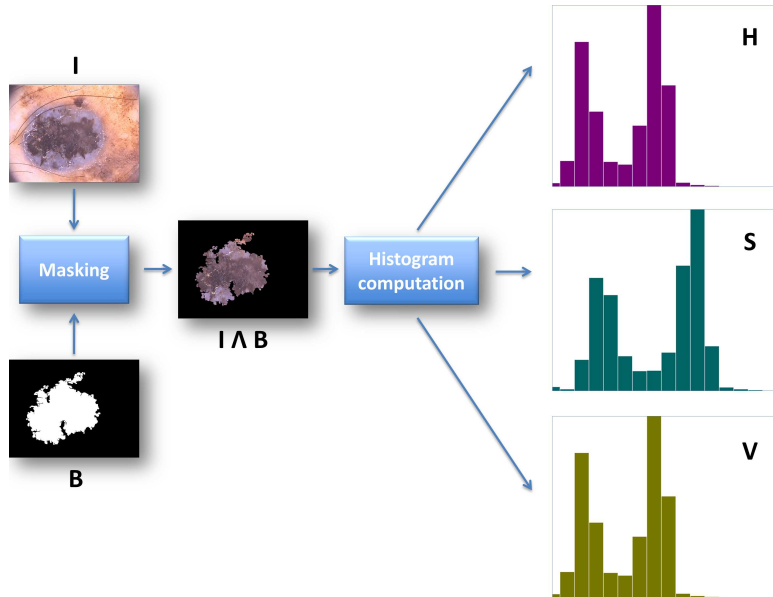 I
Masking
B
I Λ B
Histogram
computation
H
S
V